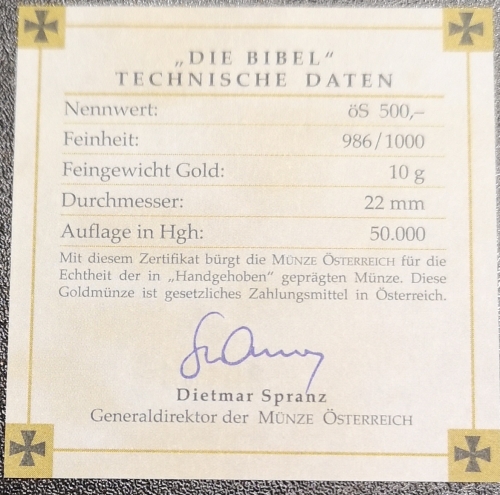 „DIE BIBEL"
TECHNISCHE DATEN
Nennwert: öS 500,–
Feinheit: 986/1000
Feingewicht Gold: 10 g
Durchmesser: 22 mm
Auflage in Hgh: 50.000
Mit diesem Zertifikat bürgt die MÜNZE ÖSTERREICH für die
Echtheit der in „Handgehoben" geprägten Münze. Diese
Goldmünze ist gesetzliches Zahlungsmittel in Österreich.
Dietmar Spranz
Generaldirektor der MÜNZE ÖSTERREICH